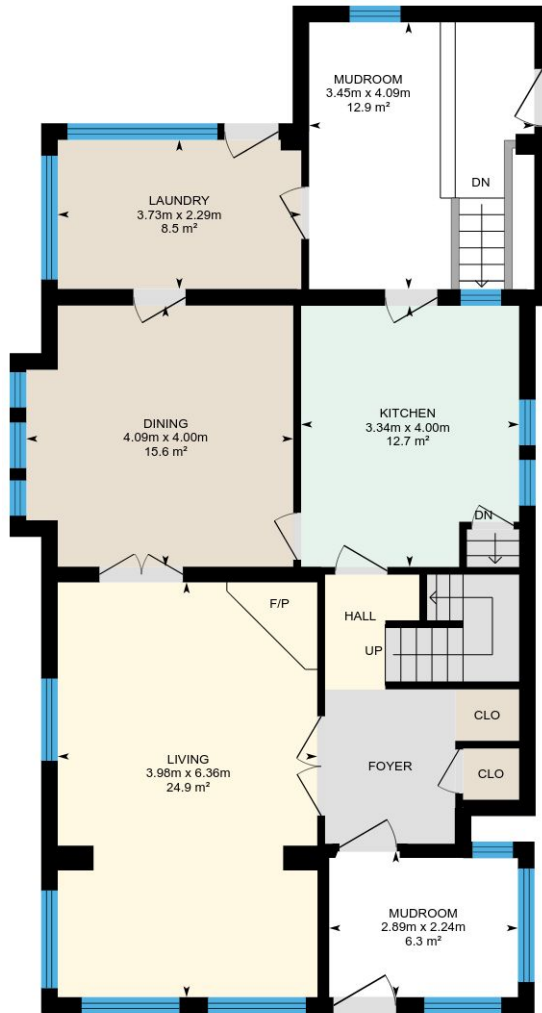 MUDROOM
3.45m x 4.09m
12.9 m²
DN
LAUNDRY
3.73m x 2.29m
8.5 m²
DINING
4.09m x 4.00m
15.6 m²
KITCHEN
3.34m x 4.00m
12.7 m²
DN
F/P
HALL
UP
LIVING
3.98m x 6.36m
24.9 m²
FOYER
CLO
CLO
MUDROOM
2.89m x 2.24m
6.3 m²